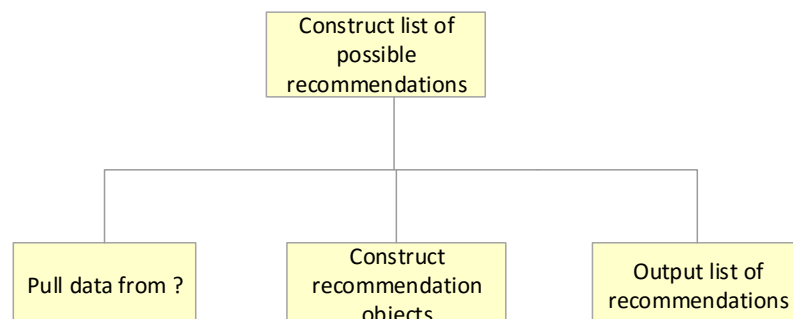 Construct list of
possible
recommendations
Pull data from ?
Construct
recommendation
objects
Output list of
recommendations